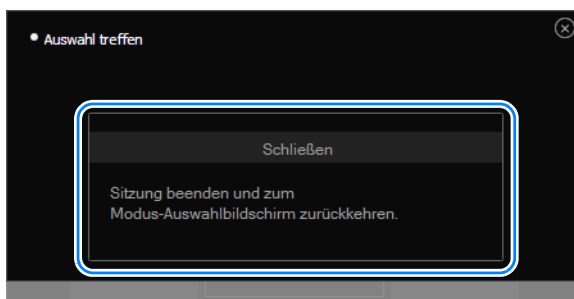 Auswahl treffen
Schließen
Sitzung beenden und zum
Modus-Auswahlbildschirm zurückkehren.